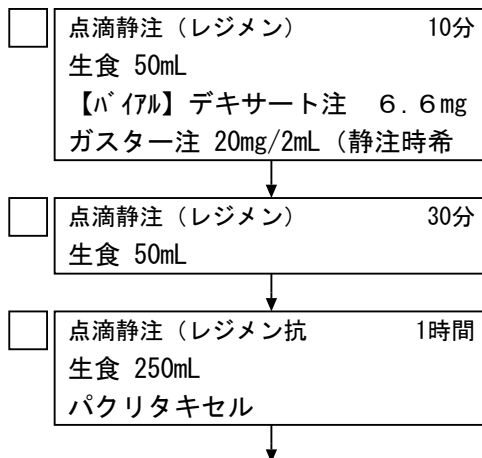 点滴静注（レジメン） 10分
生食 50mL
【ﾊﾞｲｱﾙ】デキサート注 ６.６mg
ガスター注 20mg/2mL（静注時希
点滴静注（レジメン） 30分
生食 50mL
点滴静注（レジメン抗 1時間
生食 250mL
パクリタキセル